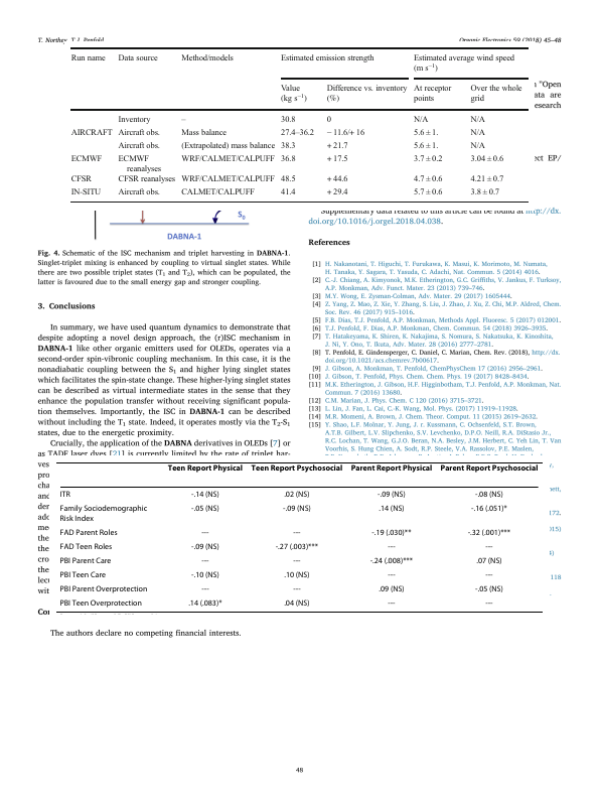 T. Northey, T.J. Penfold
Organic Electronics 59 (2018) 45–48
Run name Data source Method/models Estimated emission strength Estimated average wind speed
(m s−1)
Value Difference vs. inventory At receptor Over the whole
(kg s−1) (%) points grid
Inventory – 30.8 0 N/A N/A
AIRCRAFT Aircraft obs. Mass balance 27.4–36.2 − 11.6/+ 16 5.6± 1. N/A
Aircraft obs. (Extrapolated) mass balance 38.3 + 21.7 5.6± 1. N/A
ECMWF ECMWF WRF/CALMET/CALPUFF 36.8 + 17.5 3.7± 0.2 3.04± 0.6
reanalyses
CFSR CFSR reanalyses WRF/CALMET/CALPUFF 48.5 + 44.6 4.7± 0.6 4.21± 0.7
IN-SITU Aircraft obs. CALMET/CALPUFF 41.4 + 29.4 5.7± 0.6 3.8± 0.7
"Open
ata are
esearch
ect EP/
S0
DABNA-1
Fig. 4. Schematic of the ISC mechanism and triplet harvesting in DABNA-1.
Singlet-triplet mixing is enhanced by coupling to virtual singlet states. While
there are two possible triplet states (T1 and T2), which can be populated, the
latter is favoured due to the small energy gap and stronger coupling.
3. Conclusions
In summary, we have used quantum dynamics to demonstrate that
despite adopting a novel design approach, the (r)ISC mechanism in
DABNA-1 like other organic emitters used for OLEDs, operates via a
second-order spin-vibronic coupling mechanism. In this case, it is the
nonadiabatic coupling between the S1 and higher lying singlet states
which facilitates the spin-state change. These higher-lying singlet states
can be described as virtual intermediate states in the sense that they
enhance the population transfer without receiving significant popula-
tion themselves. Importantly, the ISC in DABNA-1 can be described
without including the T1 state. Indeed, it operates mostly via the T2-S1
states, due to the energetic proximity.
Crucially, the application of the DABNA derivatives in OLEDs [7] or
as TADF laser dyes [21] is currently limited by the rate of triplet har-
ves
pro
cha
and
der
adc
me
the
the
cro
the
lec
wit
Supplementary data related to this article can be found at http://dx.
doi.org/10.1016/j.orgel.2018.04.038.
References
[1] H. Nakanotani, T. Higuchi, T. Furukawa, K. Masui, K. Morimoto, M. Numata,
H. Tanaka, Y. Sagara, T. Yasuda, C. Adachi, Nat. Commun. 5 (2014) 4016.
[2] C.-J. Chiang, A. Kimyonok, M.K. Etherington, G.C. Griffiths, V. Jankus, F. Turksoy,
A.P. Monkman, Adv. Funct. Mater. 23 (2013) 739–746.
[3] M.Y. Wong, E. Zysman-Colman, Adv. Mater. 29 (2017) 1605444.
[4] Z. Yang, Z. Mao, Z. Xie, Y. Zhang, S. Liu, J. Zhao, J. Xu, Z. Chi, M.P. Aldred, Chem.
Soc. Rev. 46 (2017) 915–1016.
[5] F.B. Dias, T.J. Penfold, A.P. Monkman, Methods Appl. Fluoresc. 5 (2017) 012001.
[6] T.J. Penfold, F. Dias, A.P. Monkman, Chem. Commun. 54 (2018) 3926–3935.
[7] T. Hatakeyama, K. Shiren, K. Nakajima, S. Nomura, S. Nakatsuka, K. Kinoshita,
J. Ni, Y. Ono, T. Ikuta, Adv. Mater. 28 (2016) 2777–2781.
[8] T. Penfold, E. Gindensperger, C. Daniel, C. Marian, Chem. Rev. (2018), http://dx.
doi.org/10.1021/acs.chemrev.7b00617.
[9] J. Gibson, A. Monkman, T. Penfold, ChemPhysChem 17 (2016) 2956–2961.
[10] J. Gibson, T. Penfold, Phys. Chem. Chem. Phys. 19 (2017) 8428–8434.
[11] M.K. Etherington, J. Gibson, H.F. Higginbotham, T.J. Penfold, A.P. Monkman, Nat.
Commun. 7 (2016) 13680.
[12] C.M. Marian, J. Phys. Chem. C 120 (2016) 3715–3721.
[13] L. Lin, J. Fan, L. Cai, C.-K. Wang, Mol. Phys. (2017) 11919–11928.
[14] M.R. Momeni, A. Brown, J. Chem. Theor. Comput. 11 (2015) 2619–2632.
[15] Y. Shao, L.F. Molnar, Y. Jung, J. r. Kussmann, C. Ochsenfeld, S.T. Brown,
A.T.B. Gilbert, L.V. Slipchenko, S.V. Levchenko, D.P.O. Neill, R.A. DiStasio Jr.,
R.C. Lochan, T. Wang, G.J.O. Beran, N.A. Besley, J.M. Herbert, C. Yeh Lin, T. Van
Voorhis, S. Hung Chien, A. Sodt, R.P. Steele, V.A. Rassolov, P.E. Maslen,
172.
015)
118
Teen Report Physical Teen Report Psychosocial Parent Report Physical Parent Report Psychosocial
ITR -.14 (NS) .02 (NS) -.09 (NS) -.08 (NS)
Family Sociodemographic -.05 (NS) -.09 (NS) .14 (NS) -.16 (.051)*
Risk Index
FAD Parent Roles --- --- -.19 (.030)** -.32 (.001)***
FAD Teen Roles -.09 (NS) -.27 (.003)*** --- ---
PBI Parent Care --- --- -.24 (.008)*** .07 (NS)
PBI Teen Care -.10 (NS) .10 (NS) --- ---
PBI Parent Overprotection --- --- .09 (NS) -.05 (NS)
PBI Teen Overprotection .14 (.083)* .04 (NS) --- ---
The authors declare no competing financial interests.
48